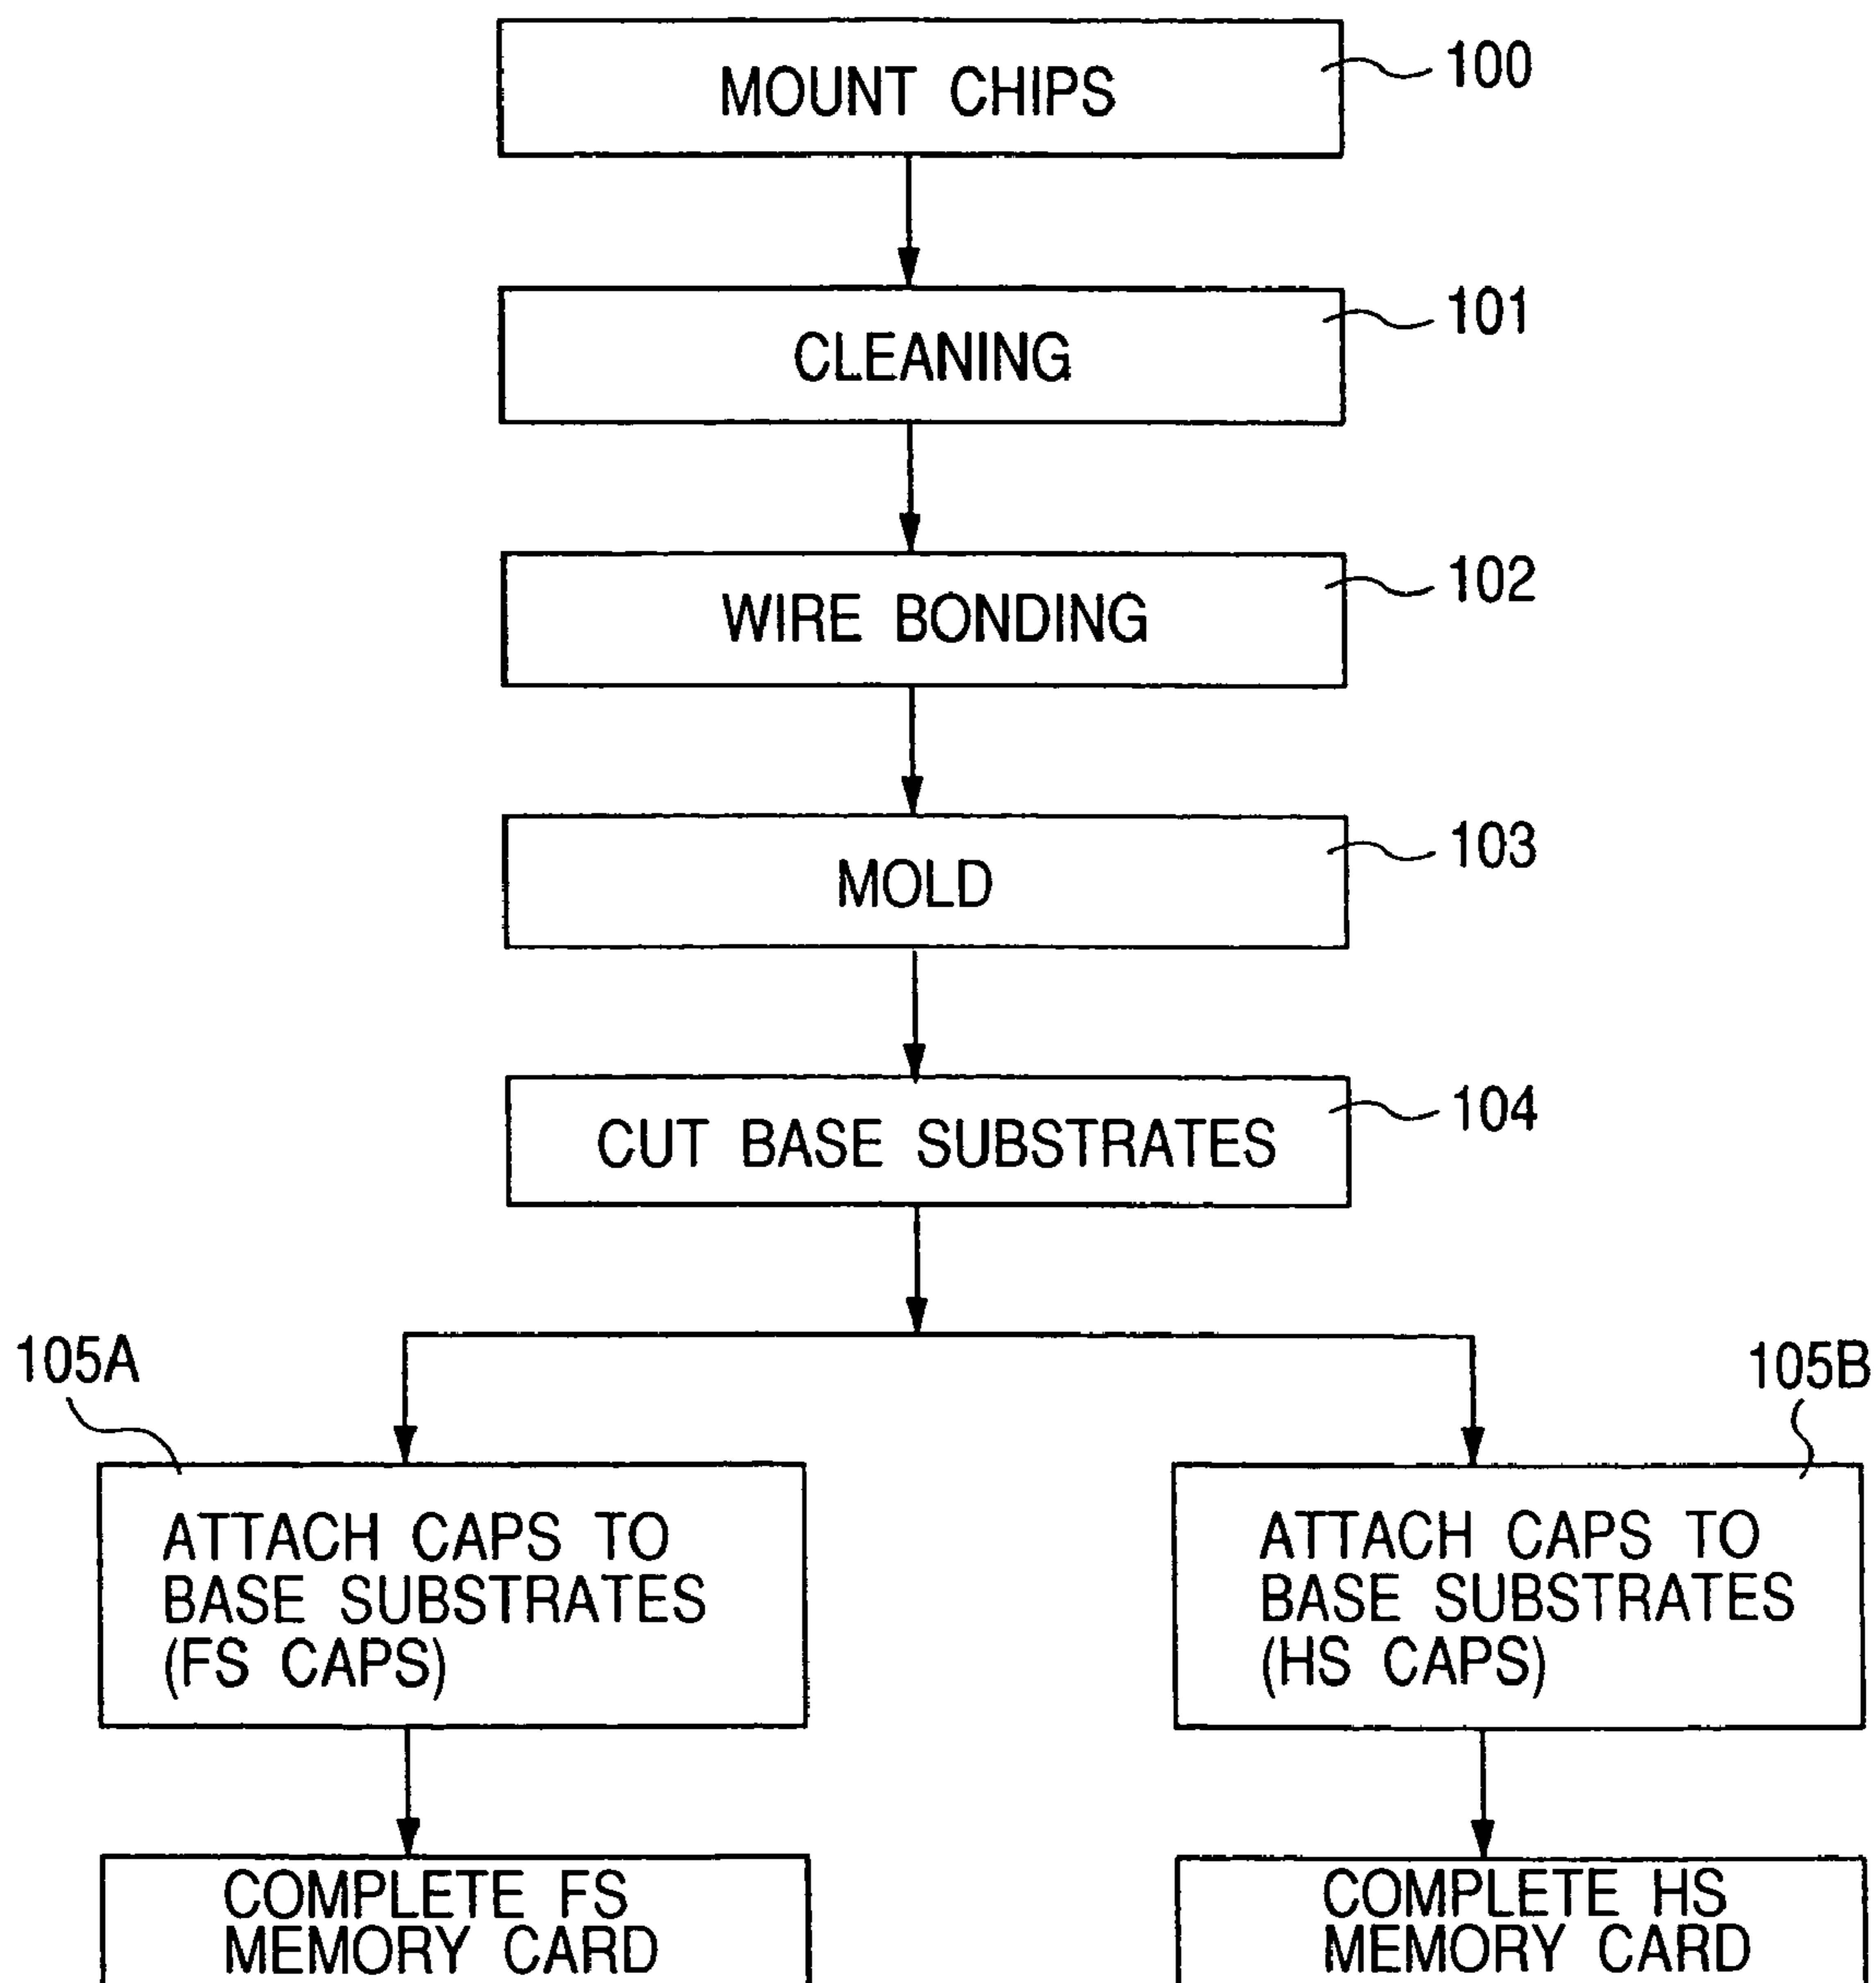 MOUNT CHIPS
100
CLEANING
101
WIRE BONDING
102
MOLD
103
CUT BASE SUBSTRATES
104
105A
105B
ATTACH CAPS TO
BASE SUBSTRATES
(FS CAPS)
ATTACH CAPS TO
BASE SUBSTRATES
(HS CAPS)
COMPLETE FS
MEMORY CARD
COMPLETE HS
MEMORY CARD